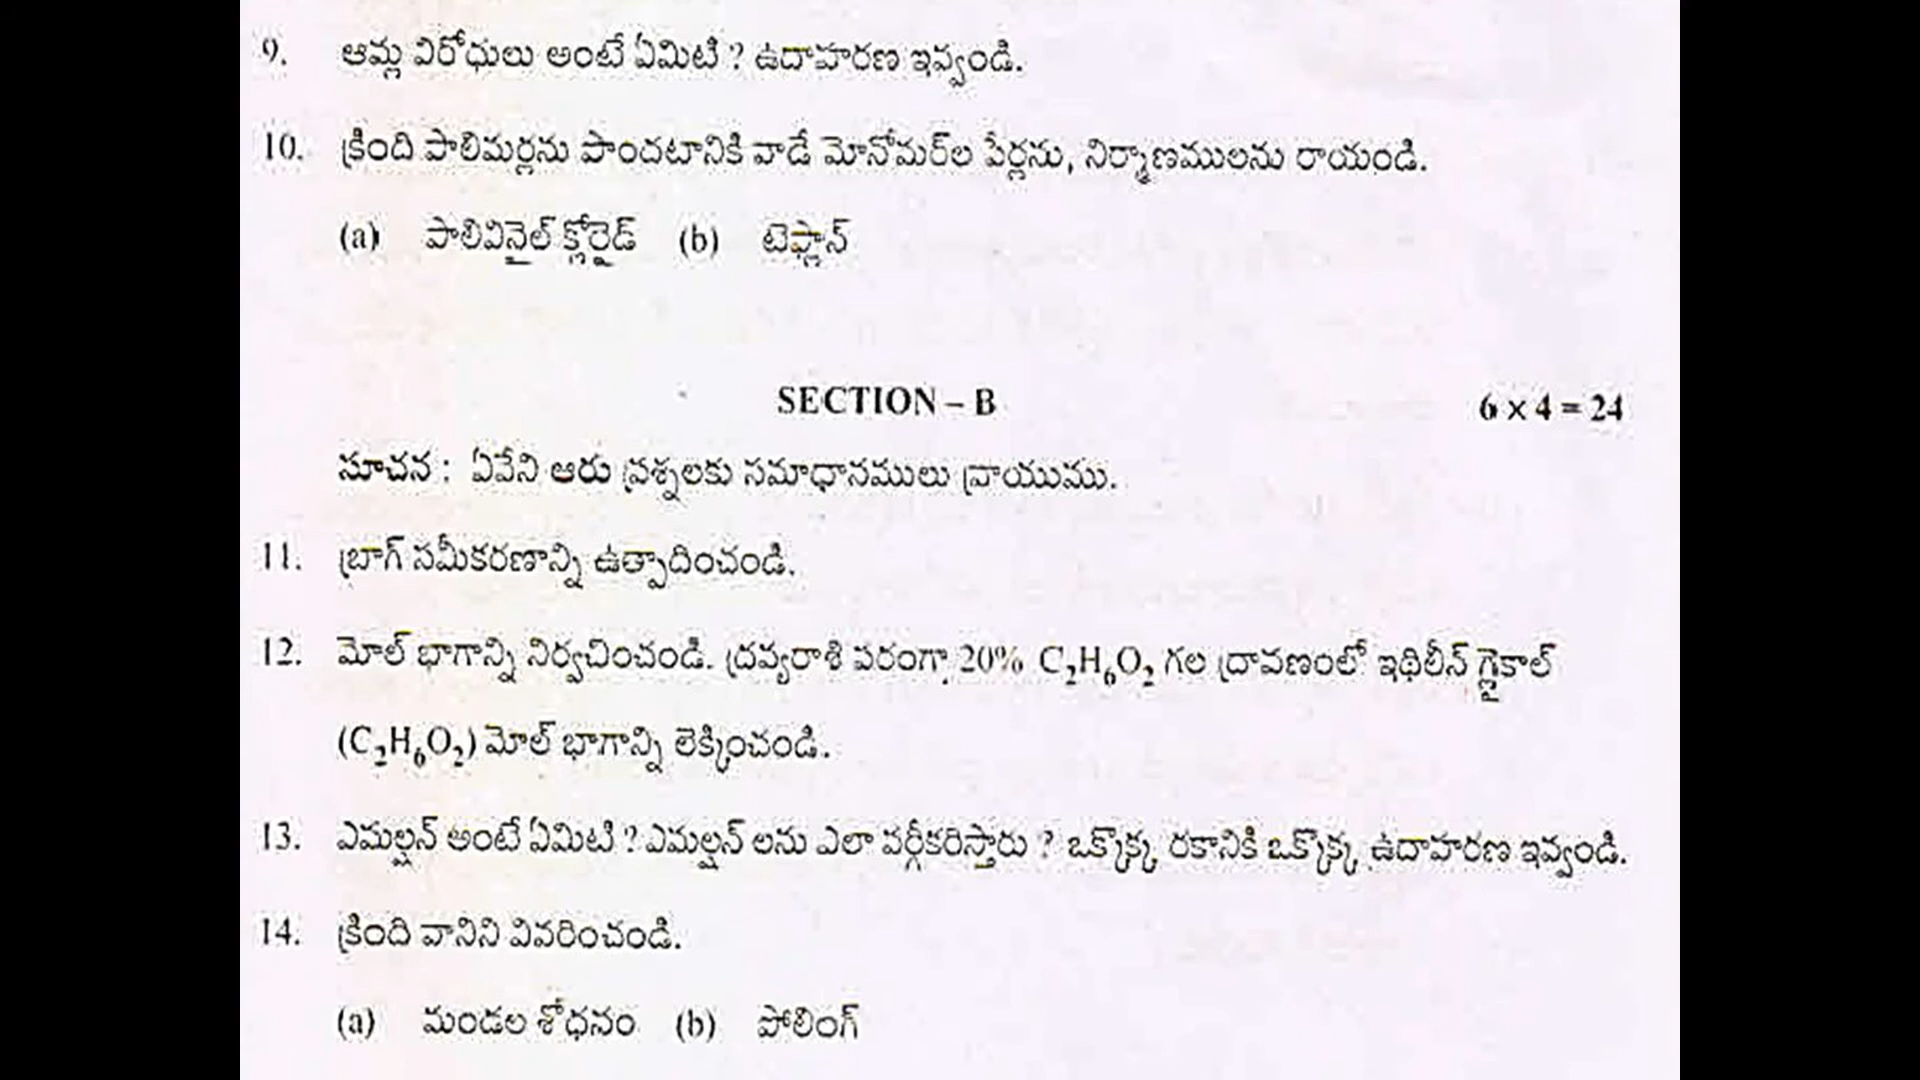 9. ఆమ్ల విరోధులు అంటే ఏమిటి ? ఉదాహరణ ఇవ్వండి.
10. క్రింది పాలిమర్లను పొందటానికి వాడే మోనోమర్‌ల పేర్లను, నిర్మాణములను రాయండి.
(a) పాలివినైల్ క్లోరైడ్ (b) టెఫ్లాన్
SECTION – B 6 × 4 = 24
సూచన : ఏవేని ఆరు ప్రశ్నలకు సమాధానములు వ్రాయుము.
11. బ్రాగ్ సమీకరణాన్ని ఉత్పాదించండి.
12. మోల్ భాగాన్ని నిర్వచించండి. ద్రవ్యరాశి పరంగా 20% C₂H₆O₂ గల ద్రావణంలో ఇథిలీన్ గ్లైకాల్
(C₂H₆O₂) మోల్ భాగాన్ని లెక్కించండి.
13. ఎమల్షన్ అంటే ఏమిటి ? ఎమల్షన్ లను ఎలా వర్గీకరిస్తారు ? ఒక్కొక్క రకానికి ఒక్కొక్క ఉదాహరణ ఇవ్వండి.
14. క్రింది వానిని వివరించండి.
(a) మండల శోధనం (b) పోలింగ్